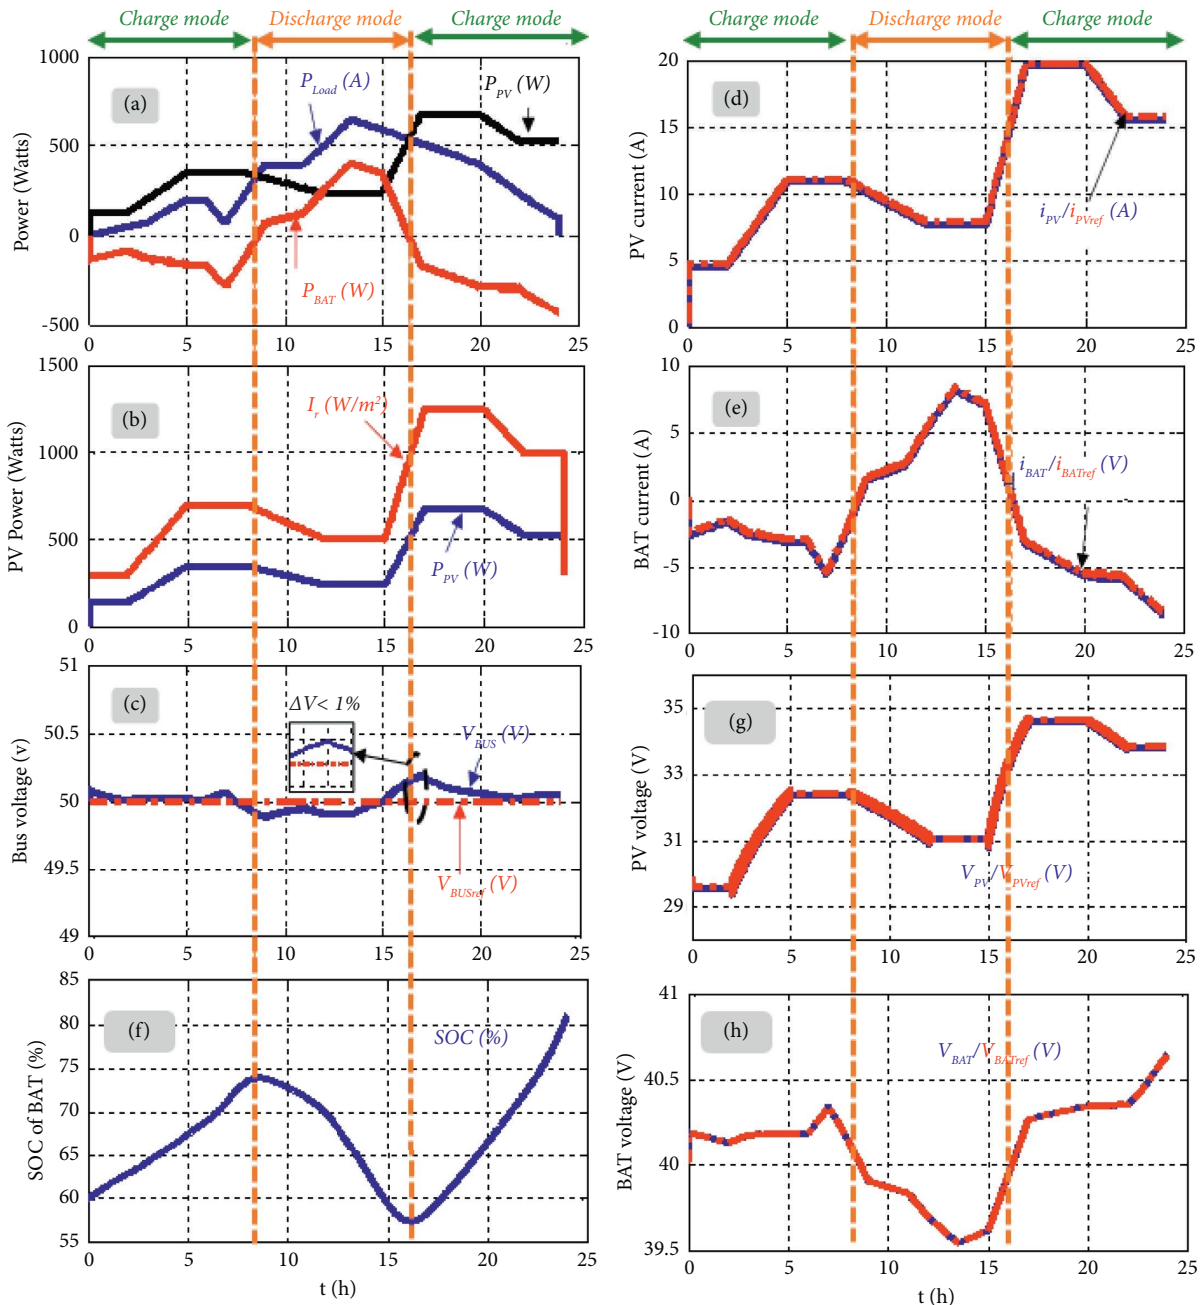 Charge mode
Discharge mode
Charge mode
(a)
P_Load (A)
P_PV (W)
P_BAT (W)
Power (Watts)
1000
500
0
-500
0 5 10 15 20 25
(b)
I_r (W/m²)
P_PV (W)
PV Power (Watts)
1500
1000
500
0
0 5 10 15 20 25
(c)
ΔV< 1%
V_BUS (V)
V_BUSref (V)
Bus voltage (v)
51
50.5
50
49.5
49
0 5 10 15 20 25
(f)
SOC (%)
SOC of BAT (%)
85
80
75
70
65
60
55
0 5 10 15 20 25
t (h)
Charge mode
Discharge mode
Charge mode
(d)
i_PV/i_PVref (A)
PV current (A)
20
15
10
5
0
0 5 10 15 20 25
(e)
i_BAT/i_BATref (V)
BAT current (A)
10
5
0
-5
-10
0 5 10 15 20 25
(g)
V_PV/V_PVref (V)
PV voltage (V)
35
33
31
29
0 5 10 15 20 25
(h)
V_BAT/V_BATref (V)
BAT voltage (V)
41
40.5
40
39.5
0 5 10 15 20 25
t (h)